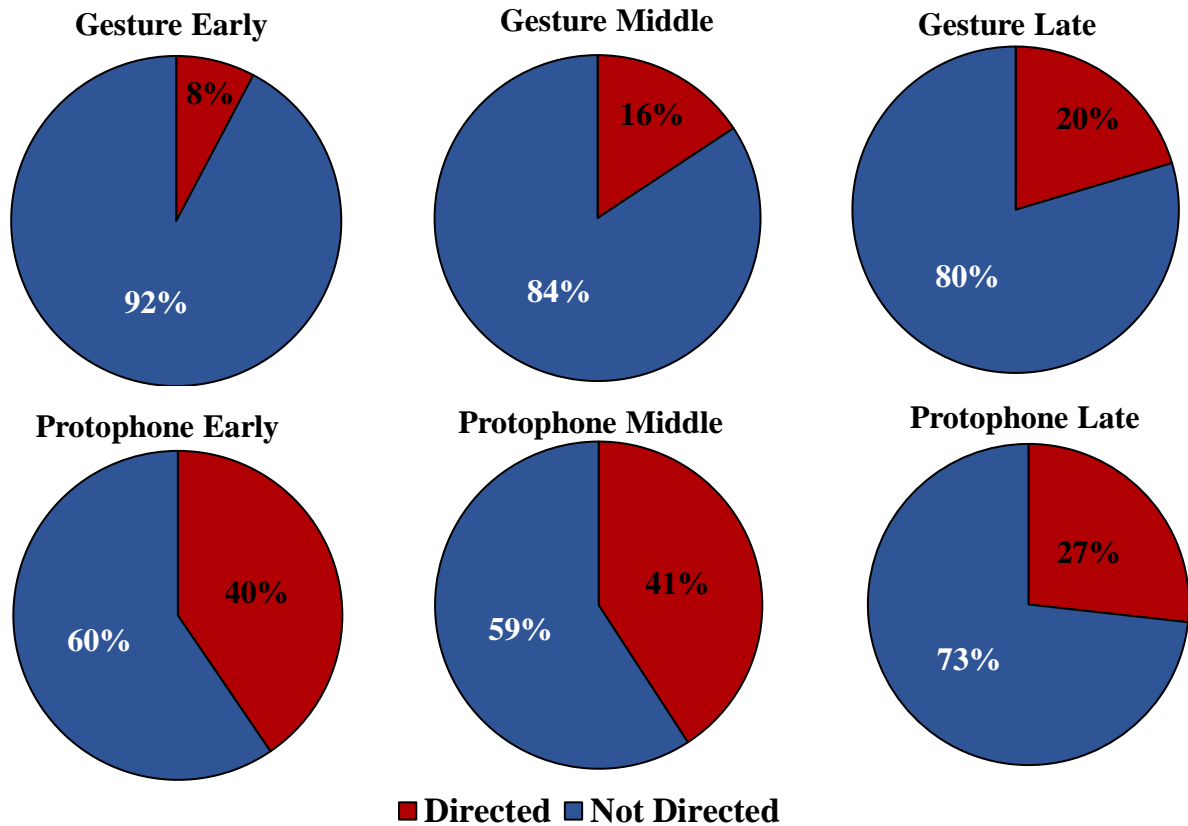 Gesture Early
Gesture Middle
Gesture Late
8%
92%
16%
84%
20%
80%
Protophone Early
Protophone Middle
Protophone Late
40%
60%
41%
59%
27%
73%
Directed Not Directed